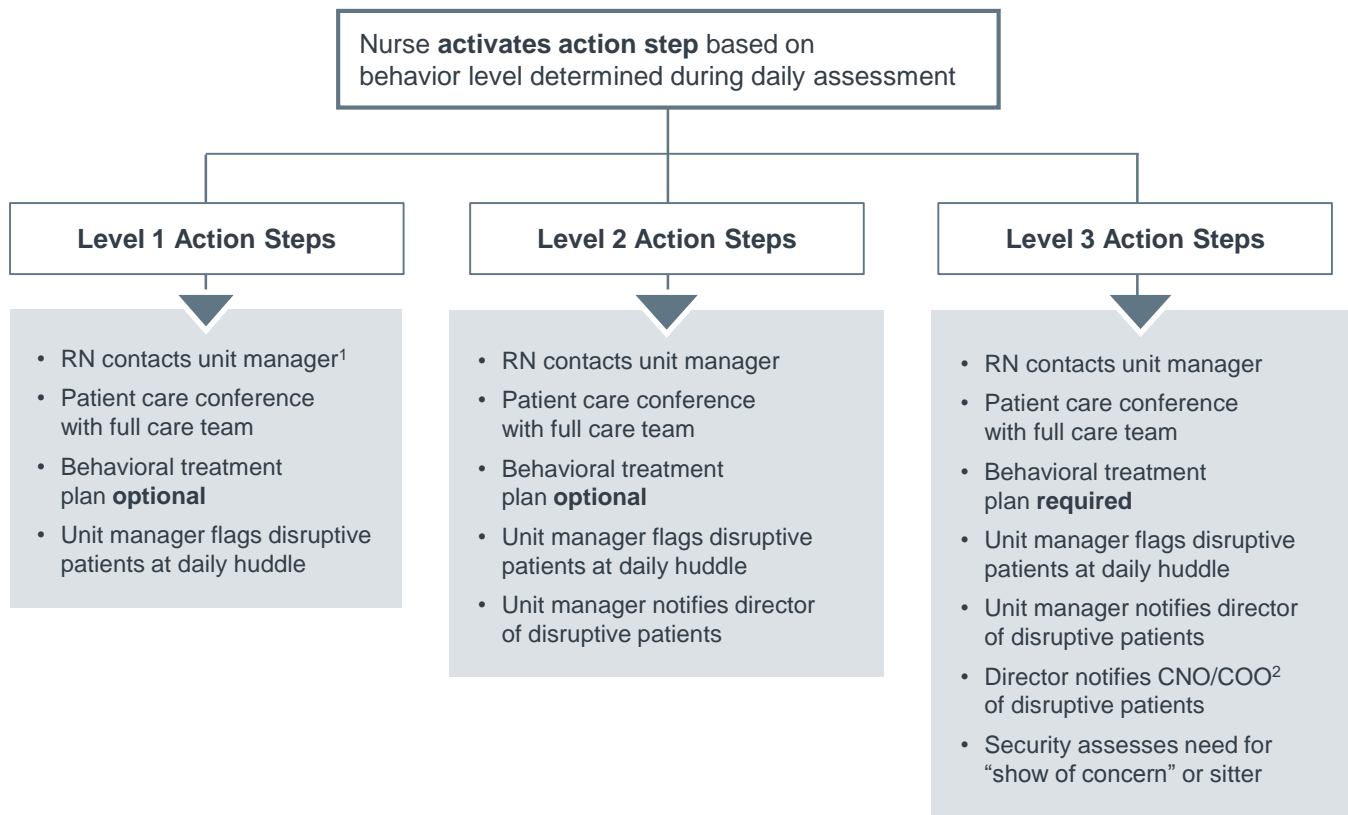 Nurse activates action step based on
behavior level determined during daily assessment
Level 1 Action Steps
• RN contacts unit manager¹
• Patient care conference
with full care team
• Behavioral treatment
plan optional
• Unit manager flags disruptive
patients at daily huddle
Level 2 Action Steps
• RN contacts unit manager
• Patient care conference
with full care team
• Behavioral treatment
plan optional
• Unit manager flags disruptive
patients at daily huddle
• Unit manager notifies director
of disruptive patients
Level 3 Action Steps
• RN contacts unit manager
• Patient care conference
with full care team
• Behavioral treatment
plan required
• Unit manager flags disruptive
patients at daily huddle
• Unit manager notifies director
of disruptive patients
• Director notifies CNO/COO²
of disruptive patients
• Security assesses need for
“show of concern” or sitter